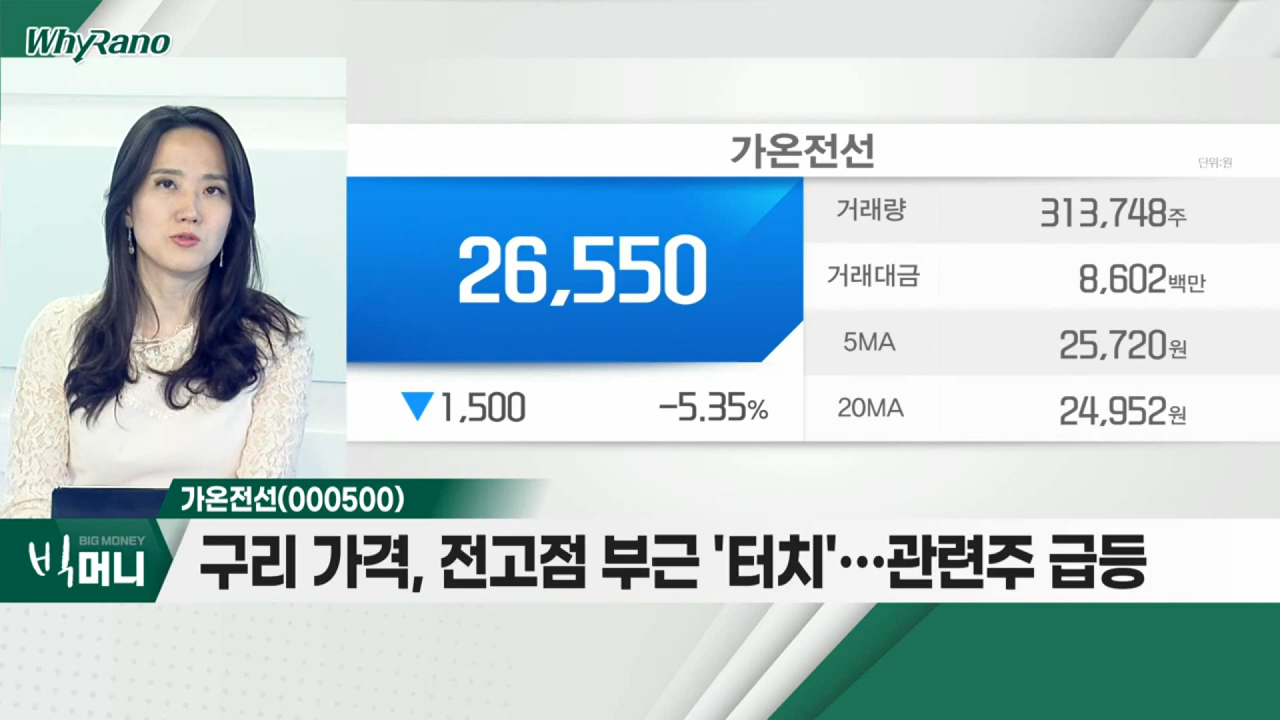 WhyRano
가온전선
단위:원
26,550
▼1,500 -5.35%
거래량 313,748주
거래대금 8,602백만
5MA 25,720원
20MA 24,952원
가온전선(000500)
BIG MONEY
빅머니
구리 가격, 전고점 부근 '터치'…관련주 급등